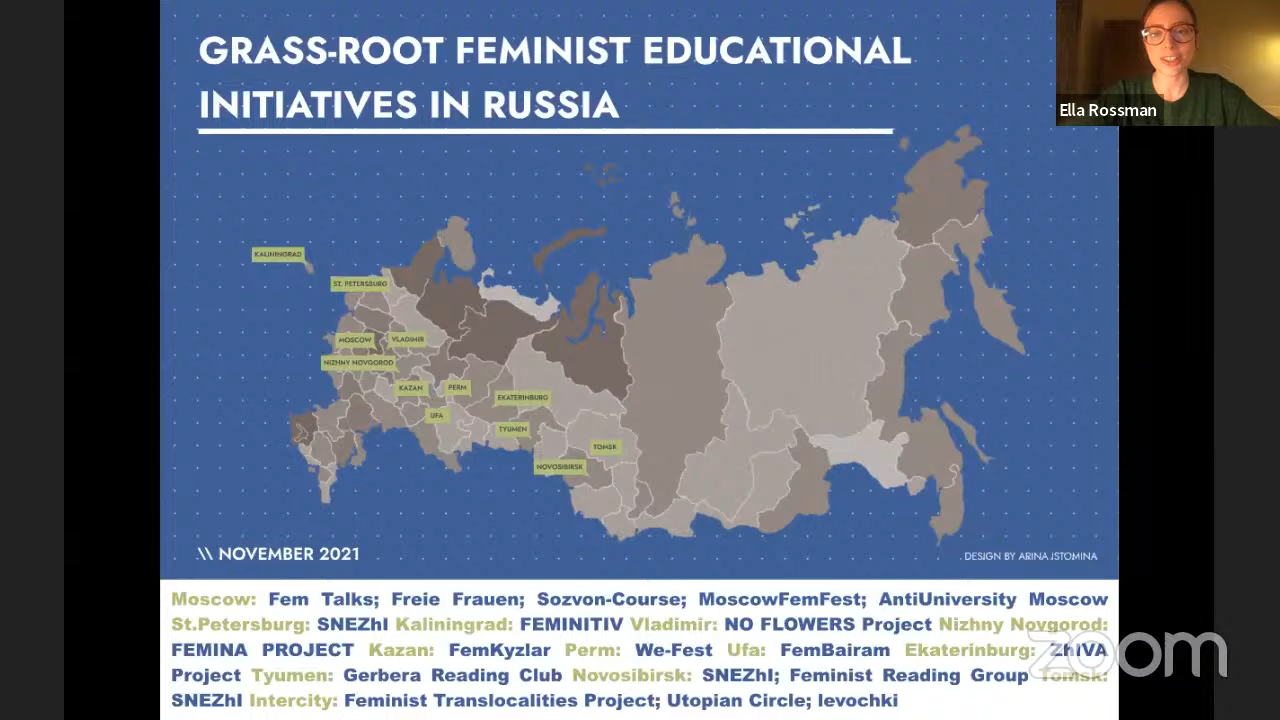 GRASS-ROOT FEMINIST EDUCATIONAL
INITIATIVES IN RUSSIA
Ella Rossman
KALININGRAD
ST. PETERSBURG
MOSCOW
VLADIMIR
NIZHNY NOVGOROD
KAZAN
PERM
EKATERINBURG
UFA
TYUMEN
TOMSK
NOVOSIBIRSK
\\ NOVEMBER 2021
DESIGN BY ARINA ISTOMINA
Moscow: Fem Talks; Freie Frauen; Sozvon-Course; MoscowFemFest; AntiUniversity Moscow
St.Petersburg: SNEZhI Kaliningrad: FEMINITIV Vladimir: NO FLOWERS Project Nizhny Novgorod:
FEMINA PROJECT Kazan: FemKyzlar Perm: We-Fest Ufa: FemBairam Ekaterinburg: ZhIVA
Project Tyumen: Gerbera Reading Club Novosibirsk: SNEZhI; Feminist Reading Group Tomsk:
SNEZhI Intercity: Feminist Translocalities Project; Utopian Circle; levochki
zoom